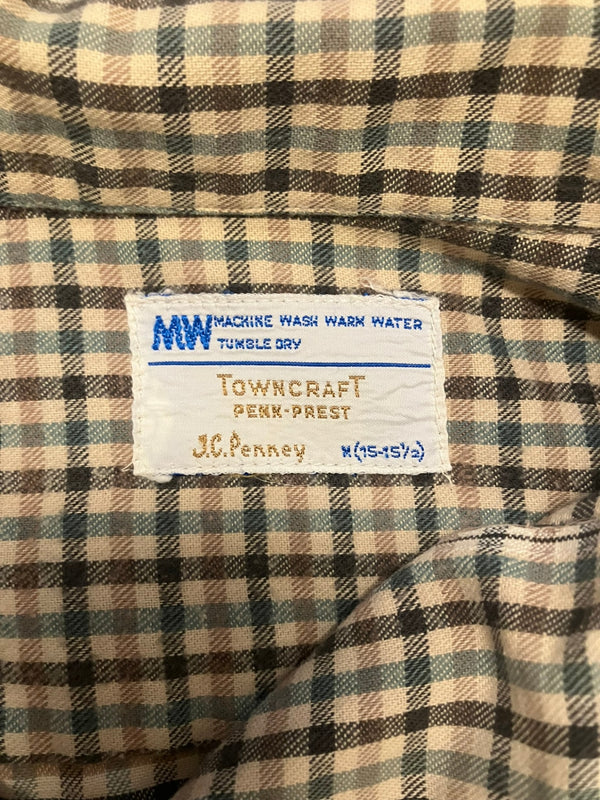 MW MACHINE WASH WARM WATER
TUMBLE DRY
TOWNCRAFT
PENN-PREST
J.C.Penney M(15-15½)